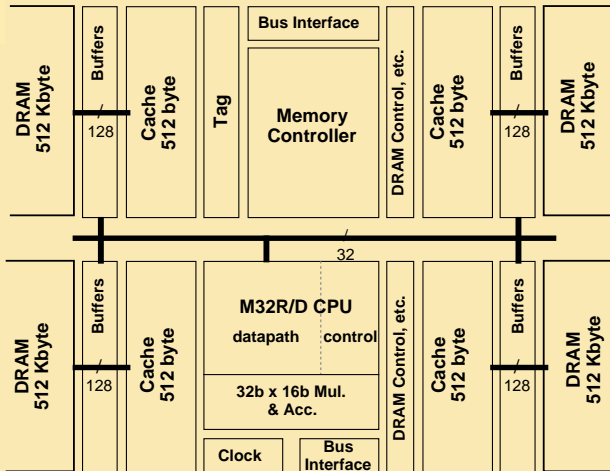 DRAM
512 Kbyte
Buffers
128
Cache
512 byte
Tag
Bus Interface
Memory
Controller
DRAM Control, etc.
Cache
512 byte
Buffers
128
DRAM
512 Kbyte
32
DRAM
512 Kbyte
Buffers
128
Cache
512 byte
M32R/D CPU
datapath
control
32b x 16b Mul.
& Acc.
Clock
Bus
Interface
DRAM Control, etc.
Cache
512 byte
Buffers
128
DRAM
512 Kbyte